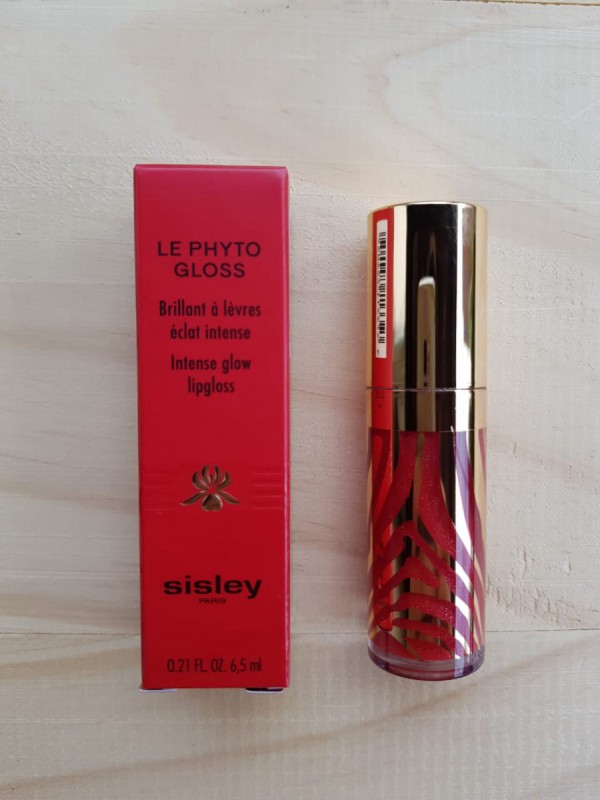 LE PHYTO
GLOSS
Brillant à lèvres
éclat intense
Intense glow
lipgloss
sisley
PARIS
0.21 FL. OZ. 6,5 ml